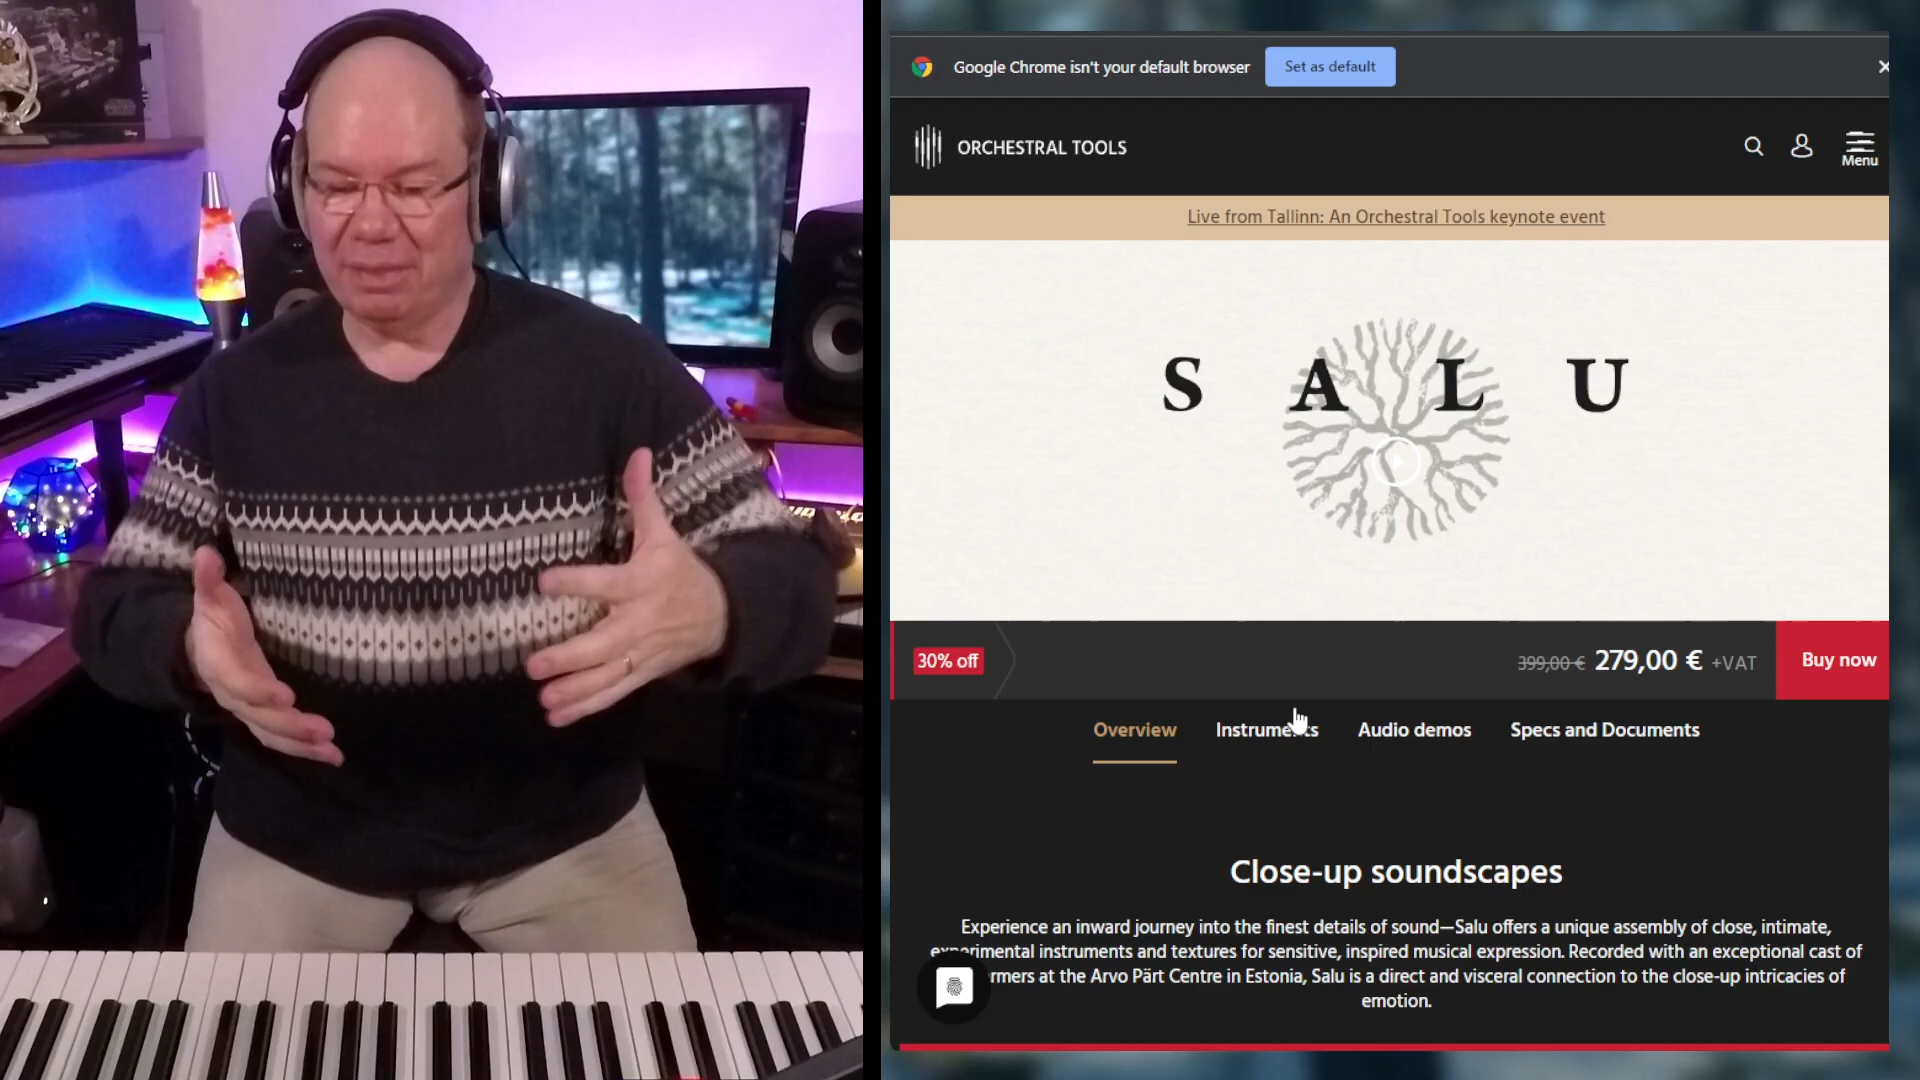 Google Chrome isn't your default browser
Set as default
ORCHESTRAL TOOLS
Menu
Live from Tallinn: An Orchestral Tools keynote event
S A L U
30% off
399,00 € 279,00 € +VAT
Buy now
Overview
Instruments
Audio demos
Specs and Documents
Close-up soundscapes
Experience an inward journey into the finest details of sound—Salu offers a unique assembly of close, intimate,
experimental instruments and textures for sensitive, inspired musical expression. Recorded with an exceptional cast of
rmers at the Arvo Pärt Centre in Estonia, Salu is a direct and visceral connection to the close-up intricacies of
emotion.